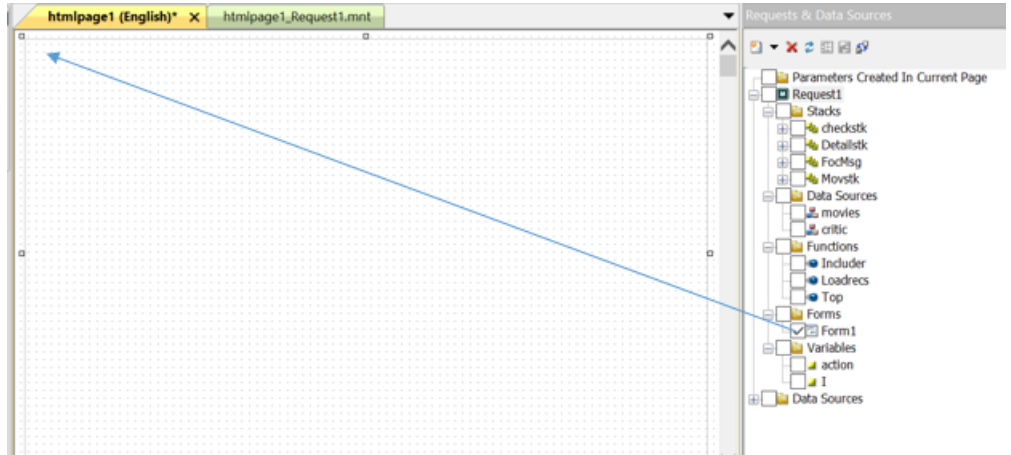 htmlpage1 (English)* X
htmlpage1_Request1.mnt
Requests & Data Sources
Parameters Created In Current Page
Request1
Stacks
checkstk
Detailstk
FocMsg
Movstk
Data Sources
movies
critic
Functions
Includer
Loadrecs
Top
Forms
Form1
Variables
action
I
Data Sources